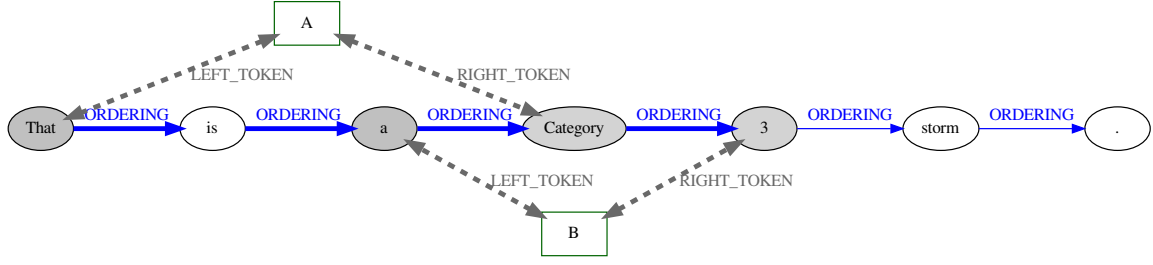 A
LEFT_TOKEN RIGHT_TOKEN
That ORDERING is ORDERING a ORDERING Category ORDERING 3 ORDERING storm ORDERING .
LEFT_TOKEN RIGHT_TOKEN
B